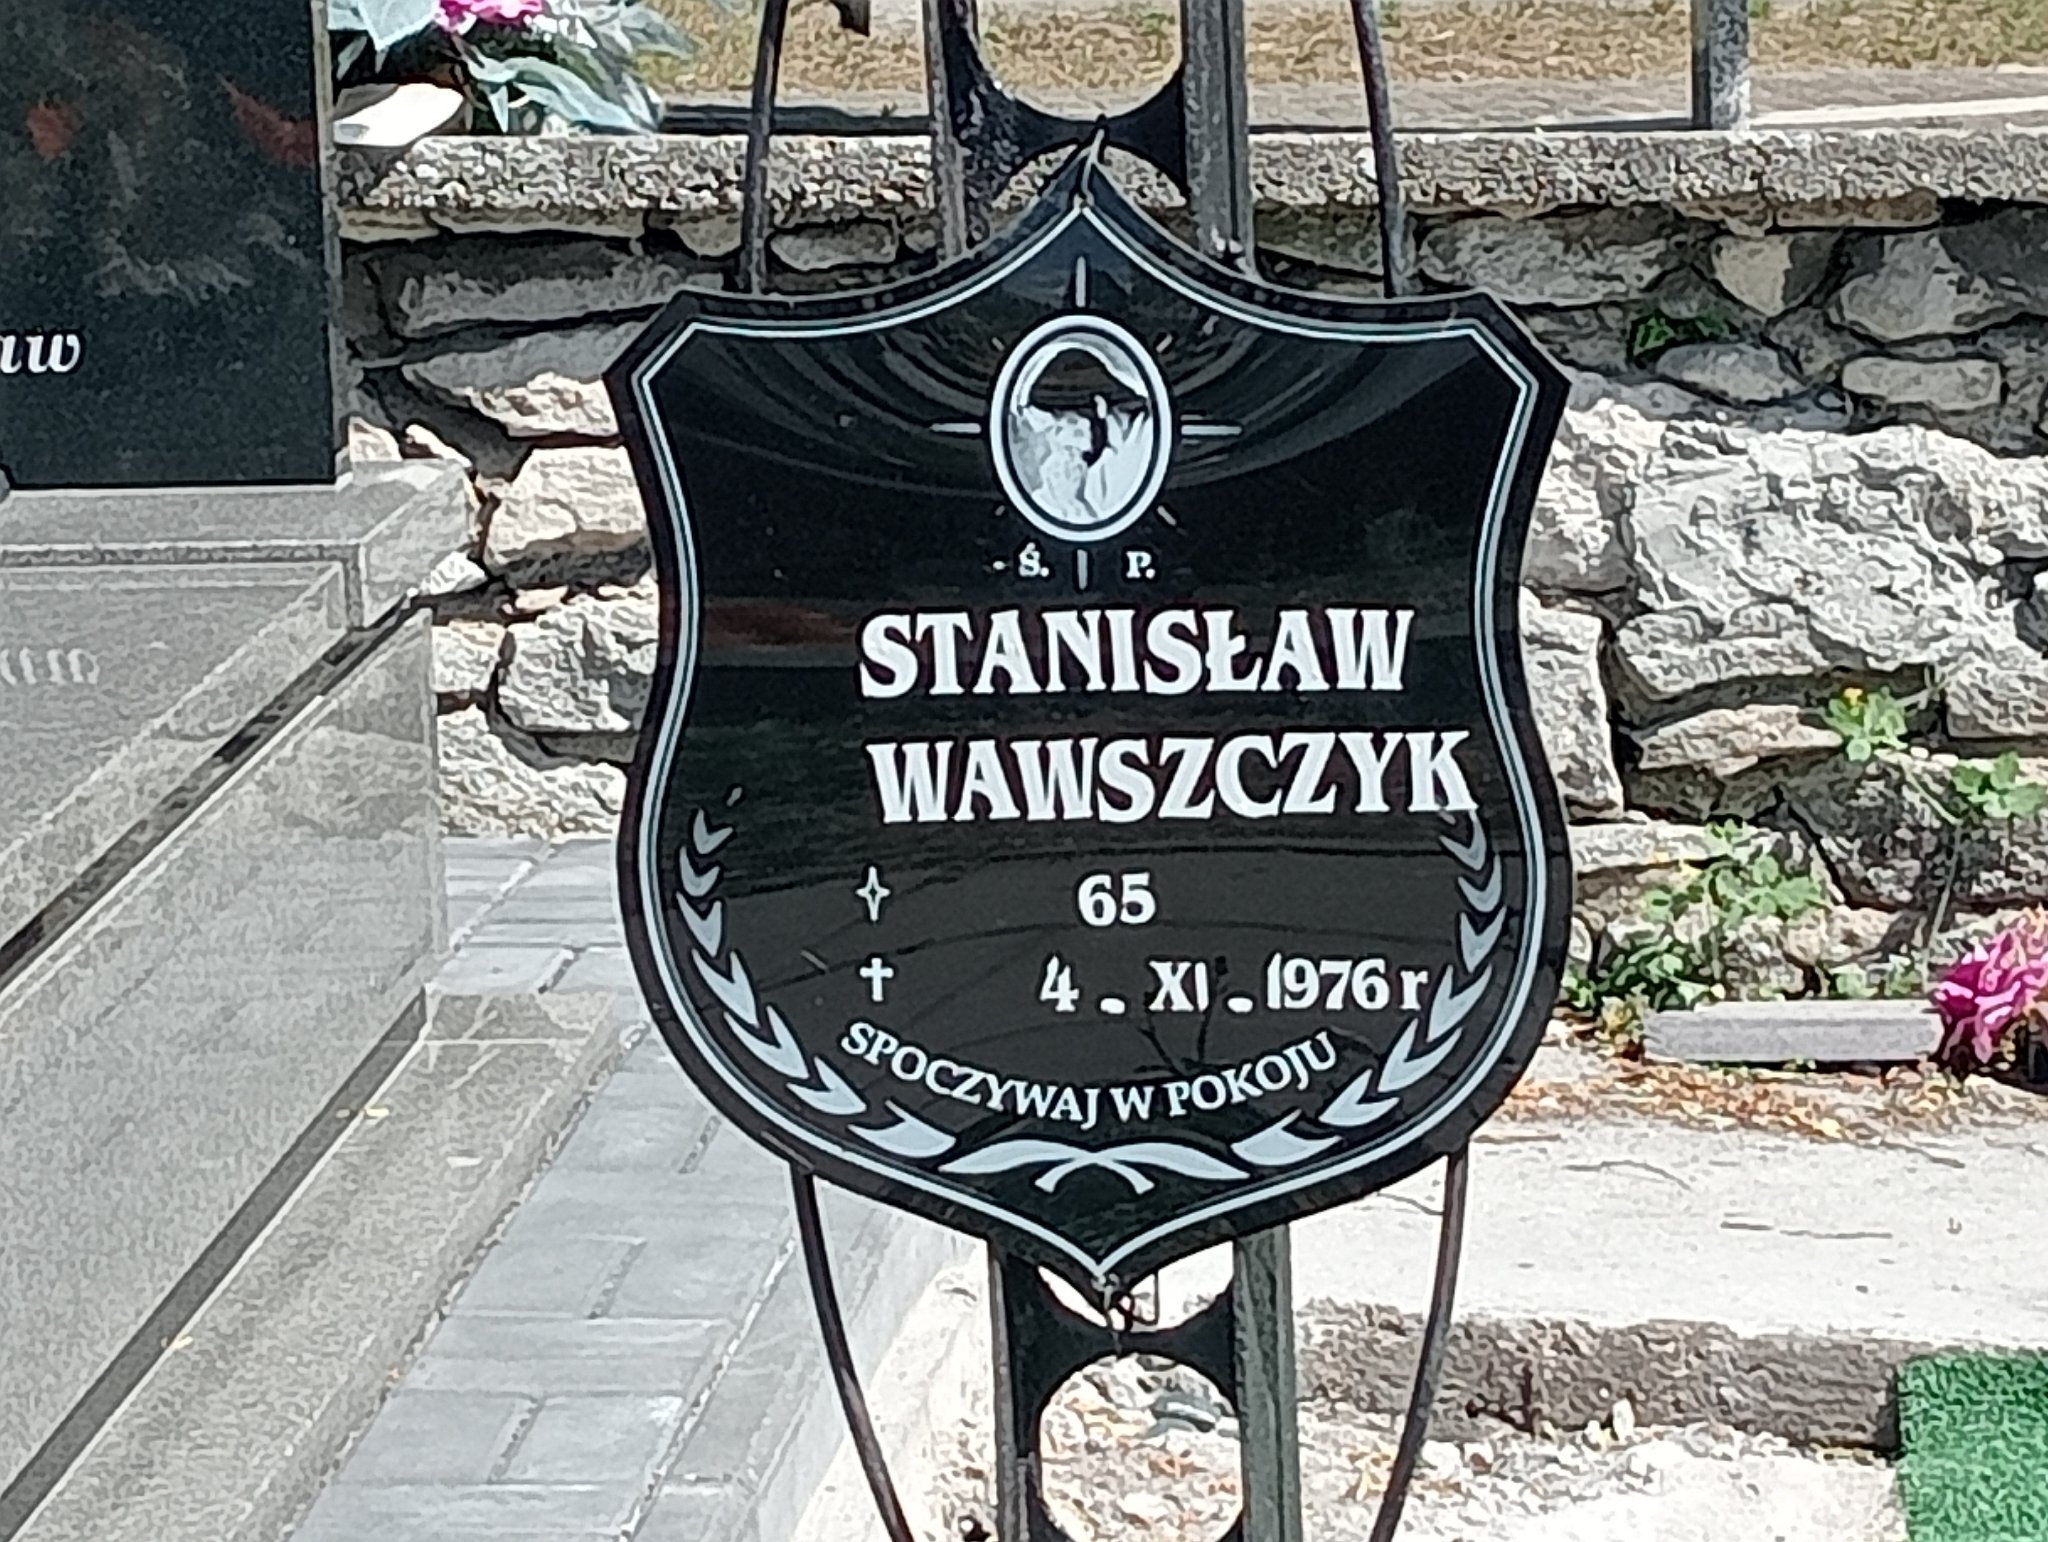 Ś. P.
STANISŁAW
WAWSZCZYK
65
4. XI. 1976 r
SPOCZYWAJ W POKOJU